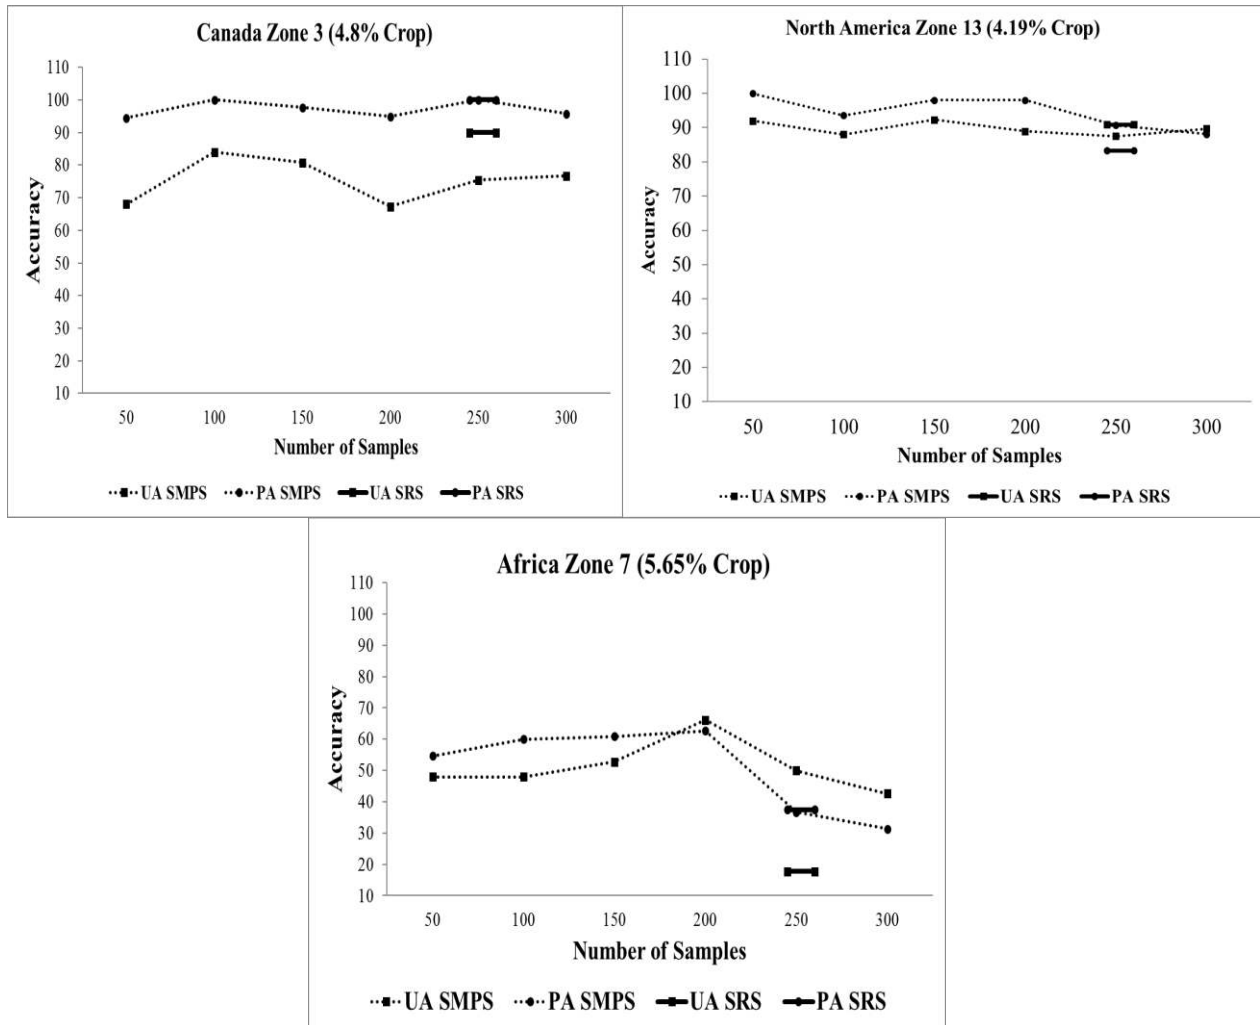 Canada Zone 3 (4.8% Crop)
110
100
90
80
70
60
50
40
30
20
10
Accuracy
50 100 150 200 250 300
Number of Samples
UA SMPS PA SMPS UA SRS PA SRS
North America Zone 13 (4.19% Crop)
110
100
90
80
70
60
50
40
30
20
10
Accuracy
50 100 150 200 250 300
Number of Samples
UA SMPS PA SMPS UA SRS PA SRS
Africa Zone 7 (5.65% Crop)
110
100
90
80
70
60
50
40
30
20
10
Accuracy
50 100 150 200 250 300
Number of Samples
UA SMPS PA SMPS UA SRS PA SRS